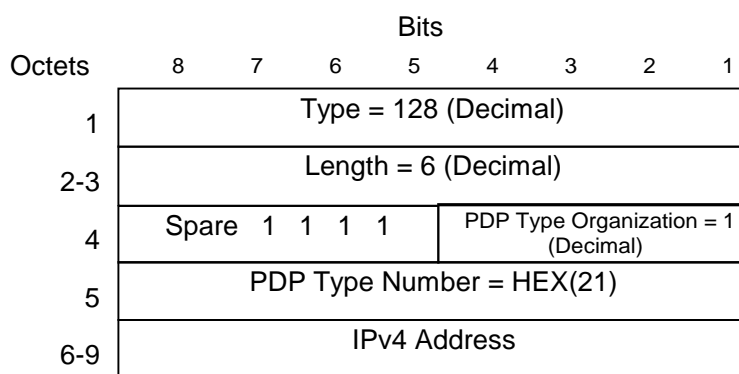 Bits
Octets 8 7 6 5 4 3 2 1
1 Type = 128 (Decimal)
2-3 Length = 6 (Decimal)
4 Spare 1 1 1 1 PDP Type Organization = 1
(Decimal)
5 PDP Type Number = HEX(21)
6-9 IPv4 Address